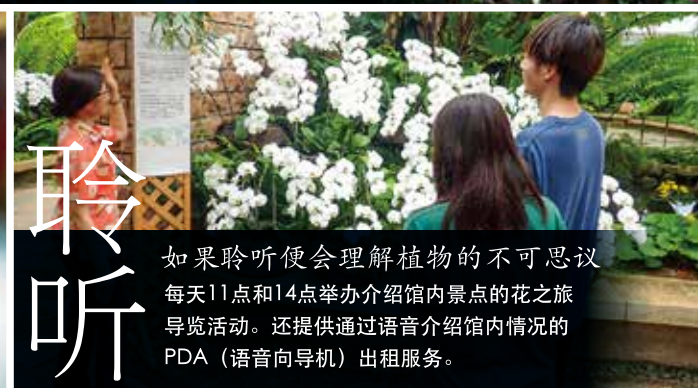 聆听
如果聆听便会理解植物的不可思议
每天11点和14点举办介绍馆内景点的花之旅
导览活动。还提供通过语音介绍馆内情况的
PDA（语音向导机）出租服务。